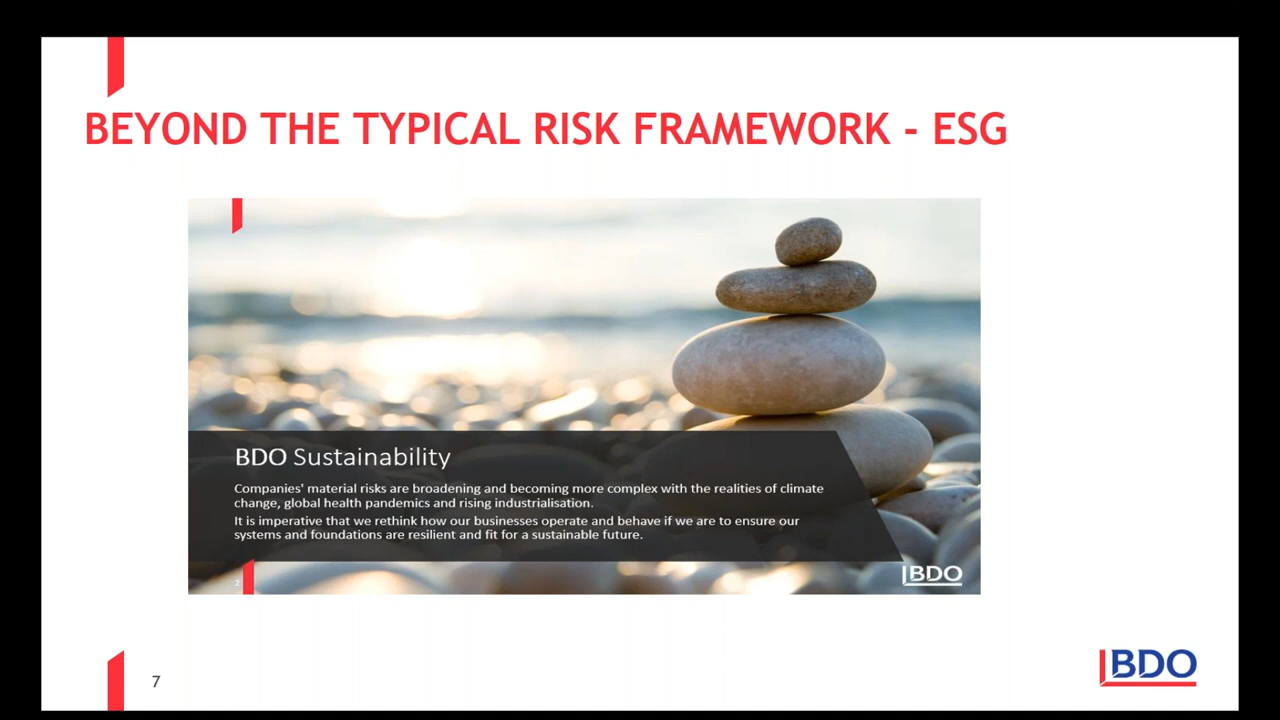 BEYOND THE TYPICAL RISK FRAMEWORK - ESG
BDO Sustainability
Companies' material risks are broadening and becoming more complex with the realities of climate
change, global health pandemics and rising industrialisation.
It is imperative that we rethink how our businesses operate and behave if we are to ensure our
systems and foundations are resilient and fit for a sustainable future.
2
BDO
7
BDO